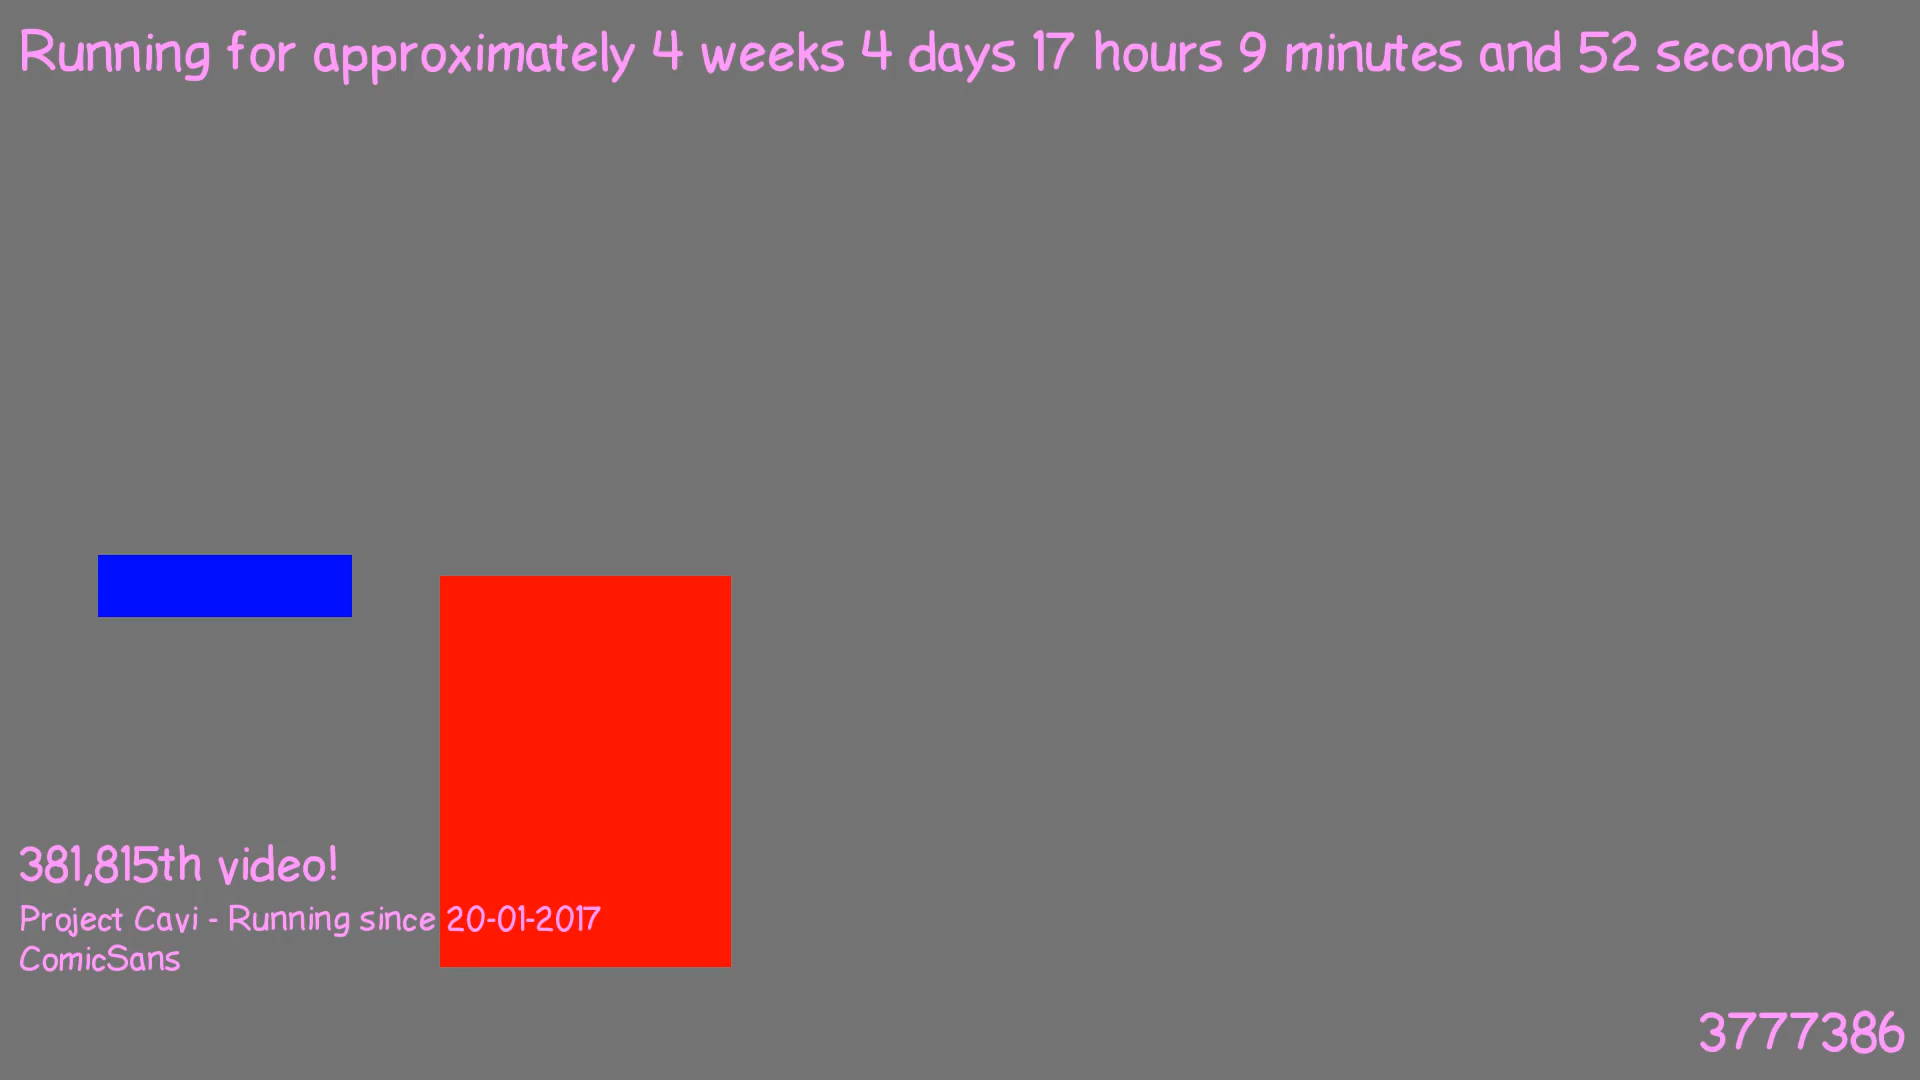 Running for approximately 4 weeks 4 days 17 hours 9 minutes and 52 seconds
381,815th video!
Project Cavi - Running since 20-01-2017
ComicSans
3777386